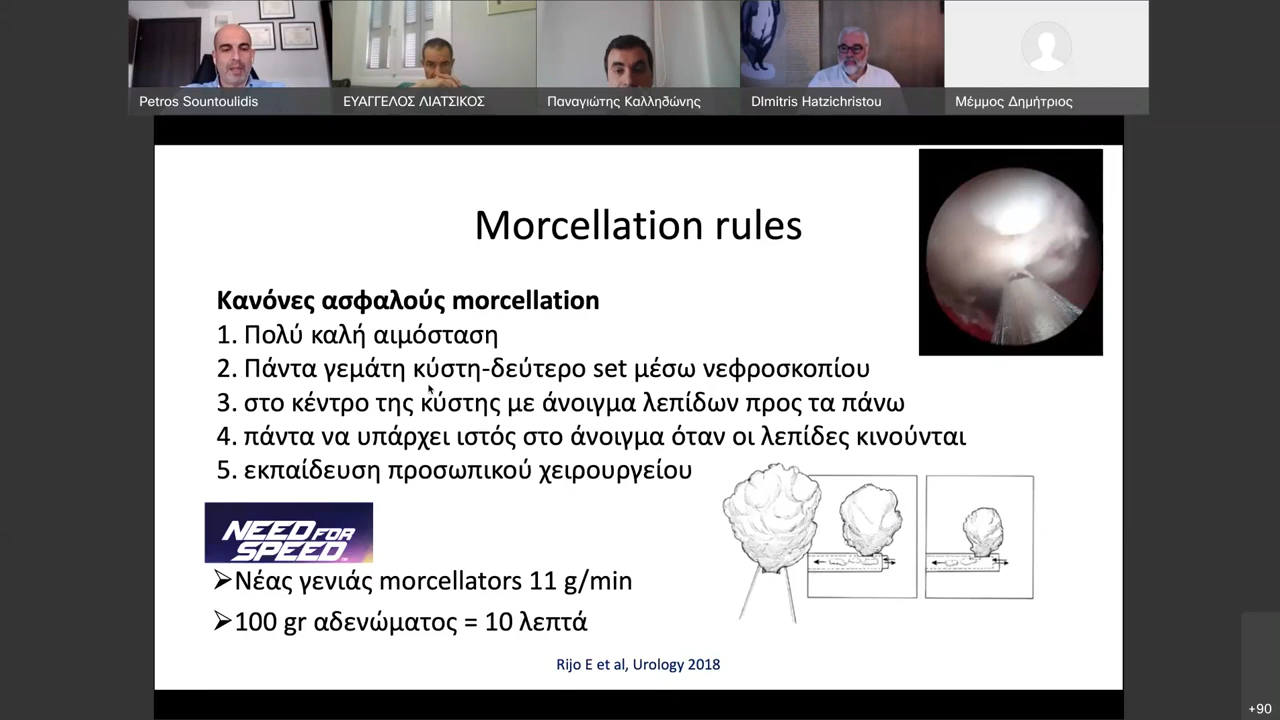 Petros Sountoulidis
ΕΥΑΓΓΕΛΟΣ ΛΙΑΤΣΙΚΟΣ
Παναγιώτης Καλληδώνης
DImitris Hatzichristou
Μέμμος Δημήτριος
Morcellation rules
Κανόνες ασφαλούς morcellation
1. Πολύ καλή αιμόσταση
2. Πάντα γεμάτη κύστη-δεύτερο set μέσω νεφροσκοπίου
3. στο κέντρο της κύστης με άνοιγμα λεπίδων προς τα πάνω
4. πάντα να υπάρχει ιστός στο άνοιγμα όταν οι λεπίδες κινούνται
5. εκπαίδευση προσωπικού χειρουργείου
NEED FOR
SPEED
➢Νέας γενιάς morcellators 11 g/min
➢100 gr αδενώματος = 10 λεπτά
Rijo E et al, Urology 2018
+90